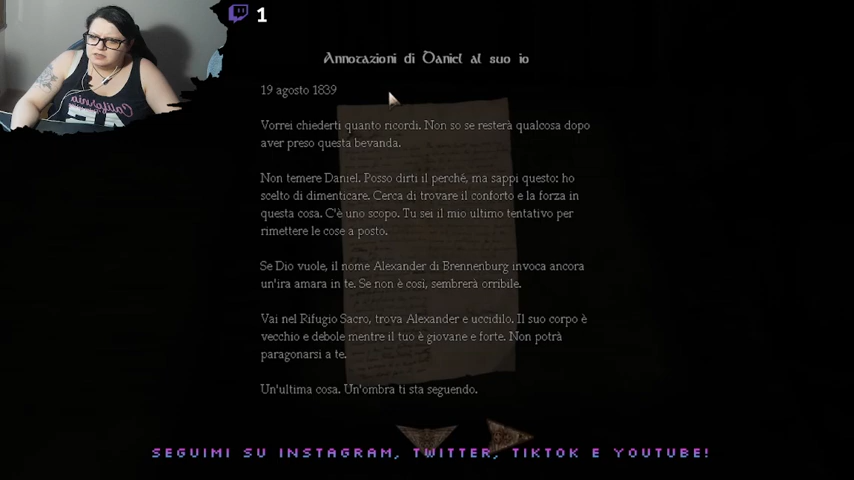 1
Annotazioni di Daniel al suo io
19 agosto 1839
Vorrei chiederti quanto ricordi. Non so se resterà qualcosa dopo
aver preso questa bevanda.
Non temere Daniel. Posso dirti il perché, ma sappi questo: ho
scelto di dimenticare. Cerca di trovare il conforto e la forza in
questa cosa. C'è uno scopo. Tu sei il mio ultimo tentativo per
rimettere le cose a posto.
Se Dio vuole, il nome Alexander di Brennenburg invoca ancora
un'ira amara in te. Se non è così, sembrerà orribile.
Vai nel Rifugio Sacro, trova Alexander e uccidilo. Il suo corpo è
vecchio e debole mentre il tuo è giovane e forte. Non potrà
paragonarsi a te.
Un'ultima cosa. Un'ombra ti sta seguendo.
SEGUIMI SU INSTAGRAM, TWITTER, TIKTOK E YOUTUBE!